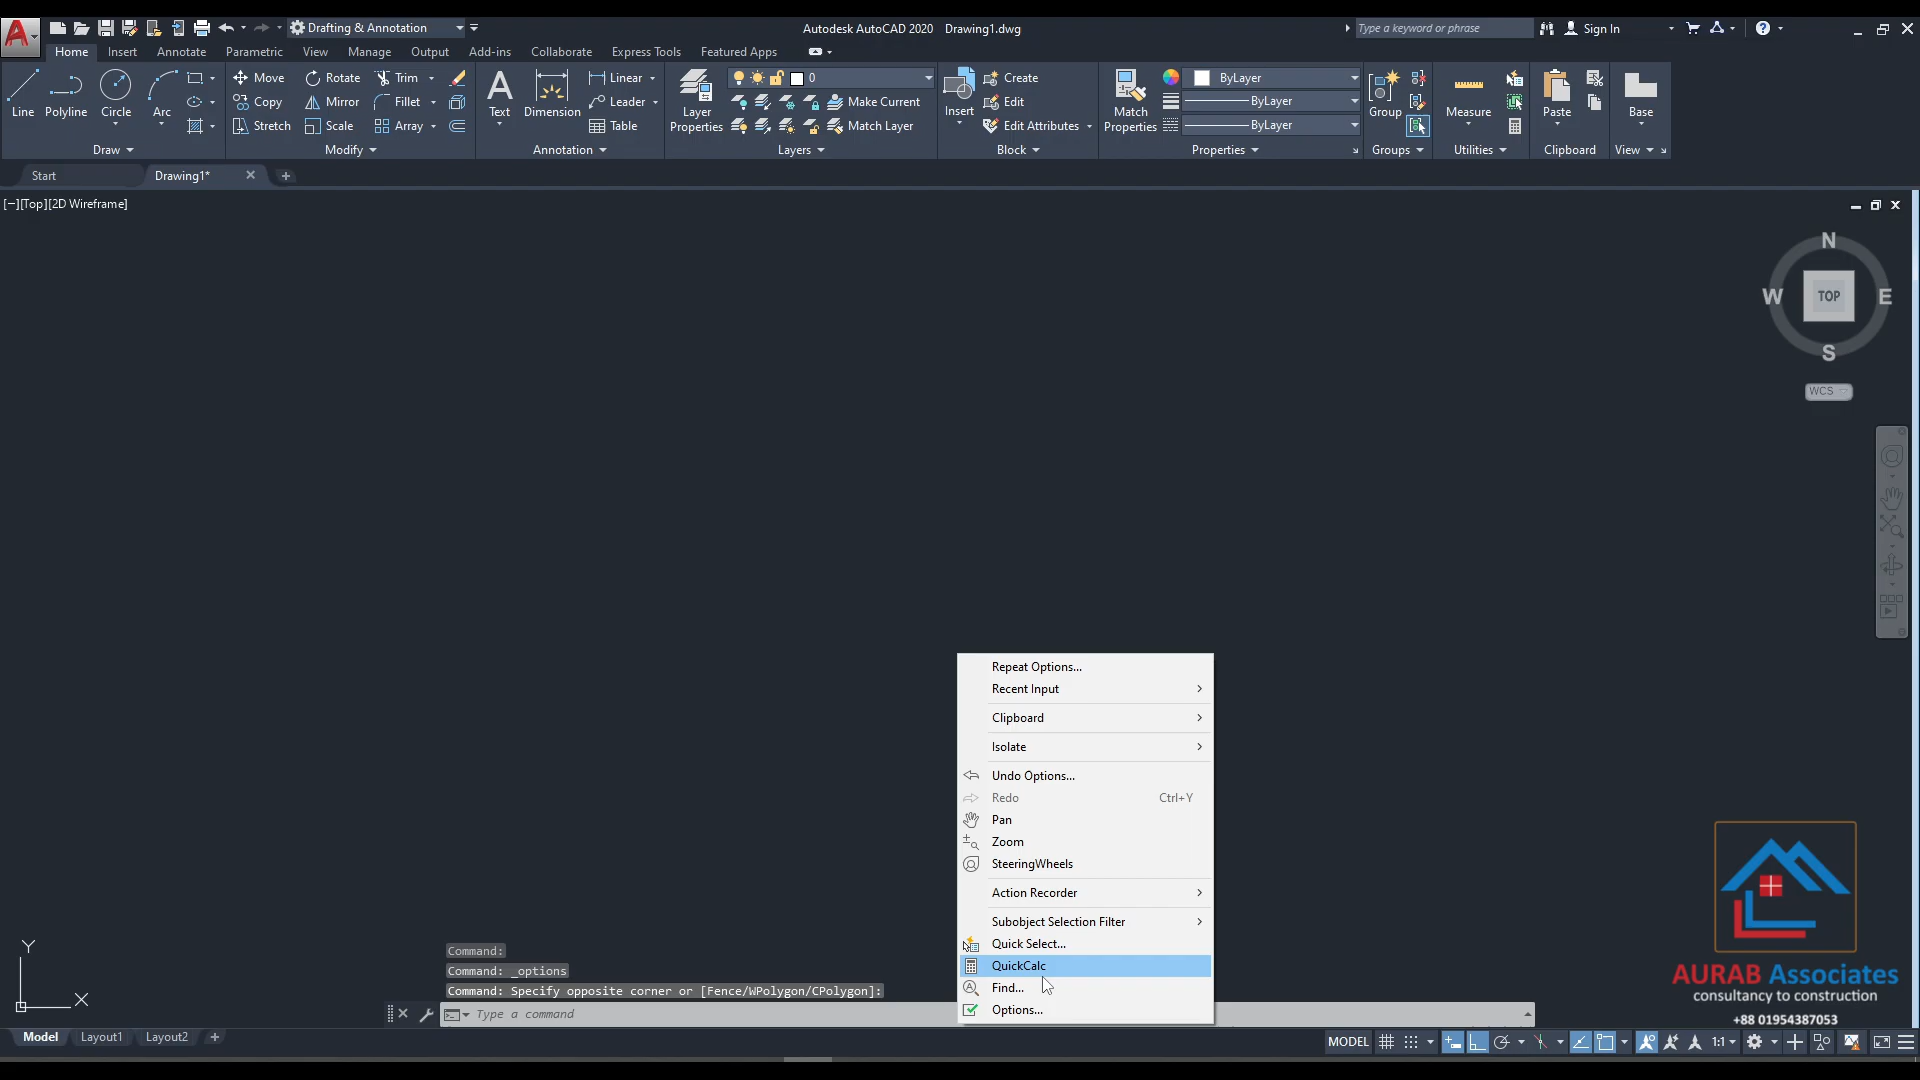 Drafting & Annotation
Autodesk AutoCAD 2020 Drawing1.dwg
Type a keyword or phrase
Sign In
Home Insert Annotate Parametric View Manage Output Add-ins Collaborate Express Tools Featured Apps
Line Polyline Circle Arc
Draw
Move Rotate Trim
Copy Mirror Fillet
Stretch Scale Array
Modify
Text Dimension
Linear
Leader
Table
Annotation
Layer Properties
0
Make Current
Match Layer
Layers
Insert
Create
Edit
Edit Attributes
Block
Match Properties
ByLayer
ByLayer
ByLayer
Properties
Group
Groups
Measure
Utilities
Paste
Clipboard
Base
View
Start Drawing1*
[−][Top][2D Wireframe]
N
W TOP E
S
WCS
Repeat Options...
Recent Input
Clipboard
Isolate
Undo Options...
Redo Ctrl+Y
Pan
Zoom
SteeringWheels
Action Recorder
Subobject Selection Filter
Quick Select...
QuickCalc
Find...
Options...
Y
X
Command:
Command: _options
Command: Specify opposite corner or [Fence/WPolygon/CPolygon]:
Type a command
AURAB Associates
consultancy to construction
+88 01954387053
Model Layout1 Layout2
MODEL
1:1